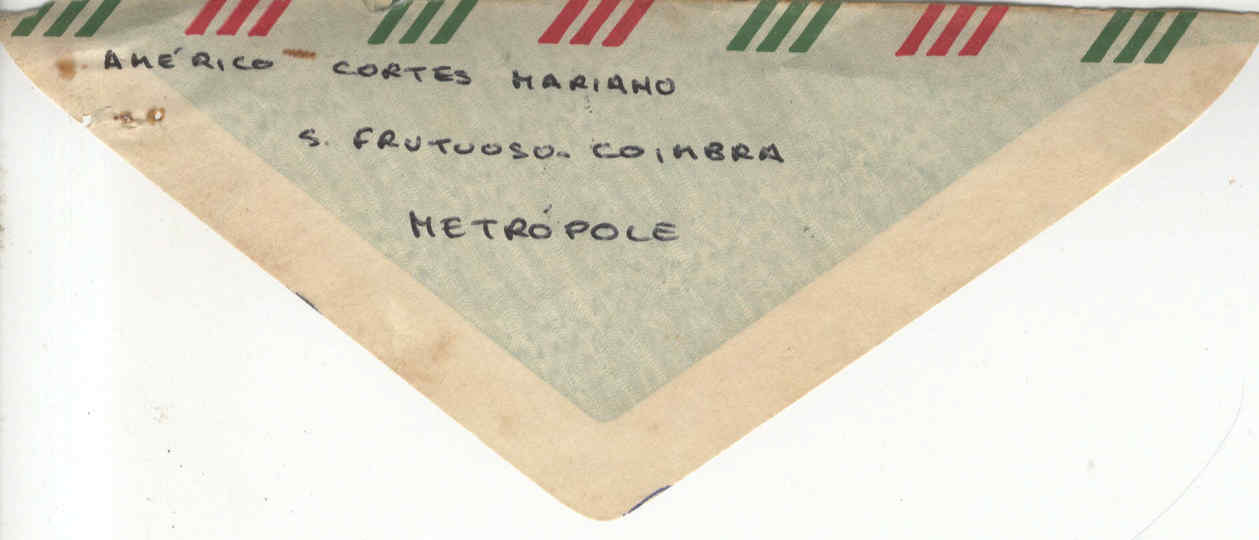 AMÉRICO CORTES MARIANO
S. FRUTUOSO. COIMBRA
METRÓPOLE